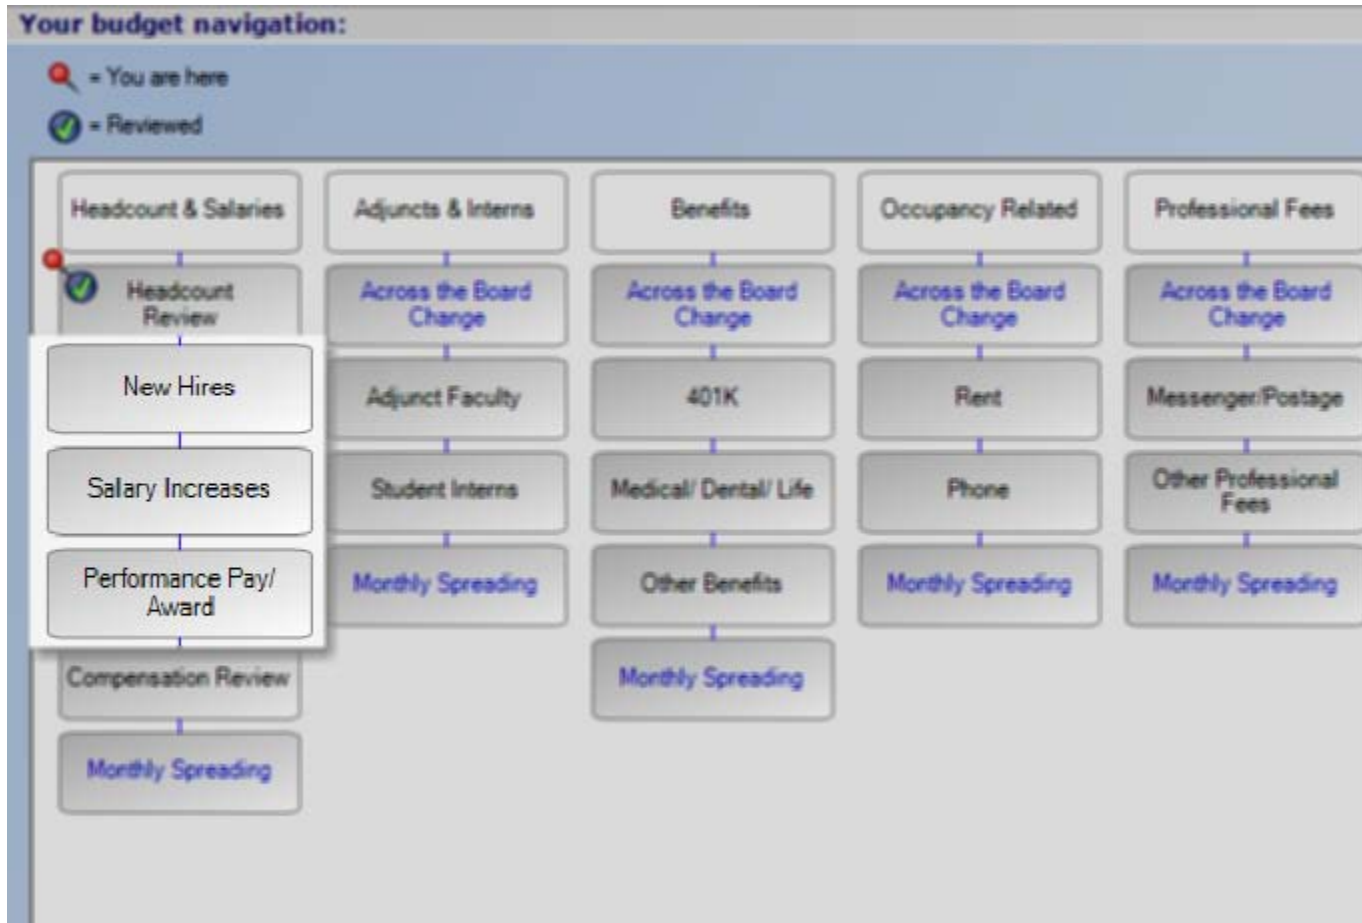 Your budget navigation:
= You are here
= Reviewed
Headcount & Salaries
Headcount
Review
New Hires
Salary Increases
Performance Pay/
Award
Compensation Review
Monthly Spreading
Adjuncts & Interns
Across the Board
Change
Adjunct Faculty
Student Interns
Monthly Spreading
Benefits
Across the Board
Change
401K
Medical/ Dental/ Life
Other Benefits
Monthly Spreading
Occupancy Related
Across the Board
Change
Rent
Phone
Monthly Spreading
Professional Fees
Across the Board
Change
Messenger/Postage
Other Professional
Fees
Monthly Spreading